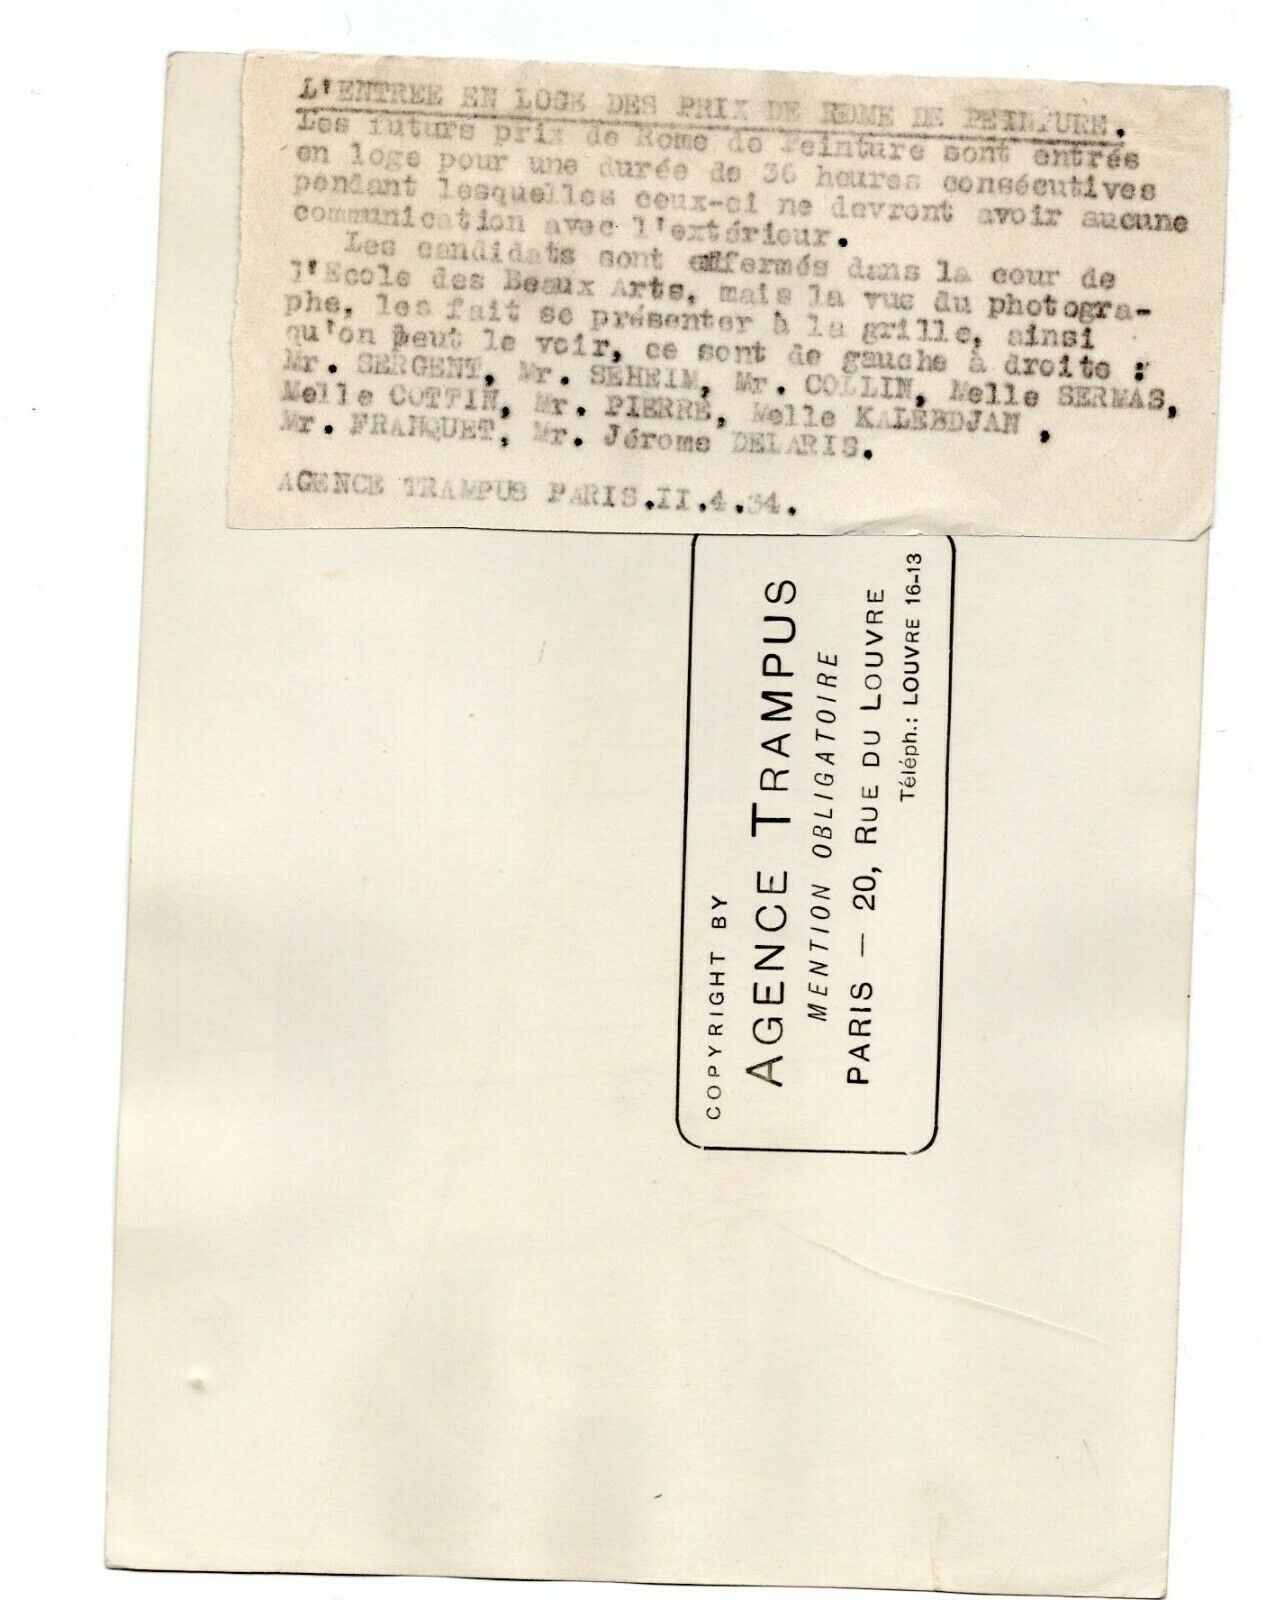 L'ENTREE EN LOGE DES PRIX DE ROME DE PEINTURE.
Les futurs prix de Rome de Peinture sont entrés
en loge pour une durée de 36 heures consécutives
pendant lesquelles ceux-ci ne devront avoir aucune
communication avec l'extérieur.
Les candidats sont enfermés dans la cour de
l'Ecole des Beaux Arts, mais la vue du photogra-
phe, les fait se présenter à la grille, ainsi
qu'on peut le voir, ce sont de gauche à droite :
Mr. SERGENT, Mr. SEHEIM, Mr. COLLIN, Melle SERMAS,
Melle COTTIN, Mr. PIERRE, Melle KALEBDJAN,
Mr. FRANQUET, Mr. Jérome DELARIS.
AGENCE TRAMPUS PARIS.II.4.34.
COPYRIGHT BY
AGENCE TRAMPUS
MENTION OBLIGATOIRE
PARIS — 20, RUE DU LOUVRE
Téléph.: LOUVRE 16-13